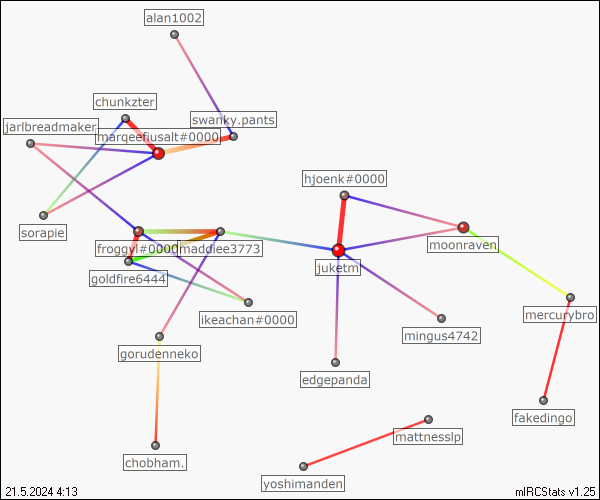 alan1002
chunkzter
swanky.pants
jarlbreadmaker
marqeefiusalt#0000
hjoenk#0000
sorapie
froggyl#0000
maddiee3773
moonraven
juketm
goldfire6444
ikeachan#0000
mercurybro
mingus4742
gorudenneko
edgepanda
fakedingo
mattnesslp
chobham.
yoshimanden
21.5.2024 4:13
mIRCStats v1.25